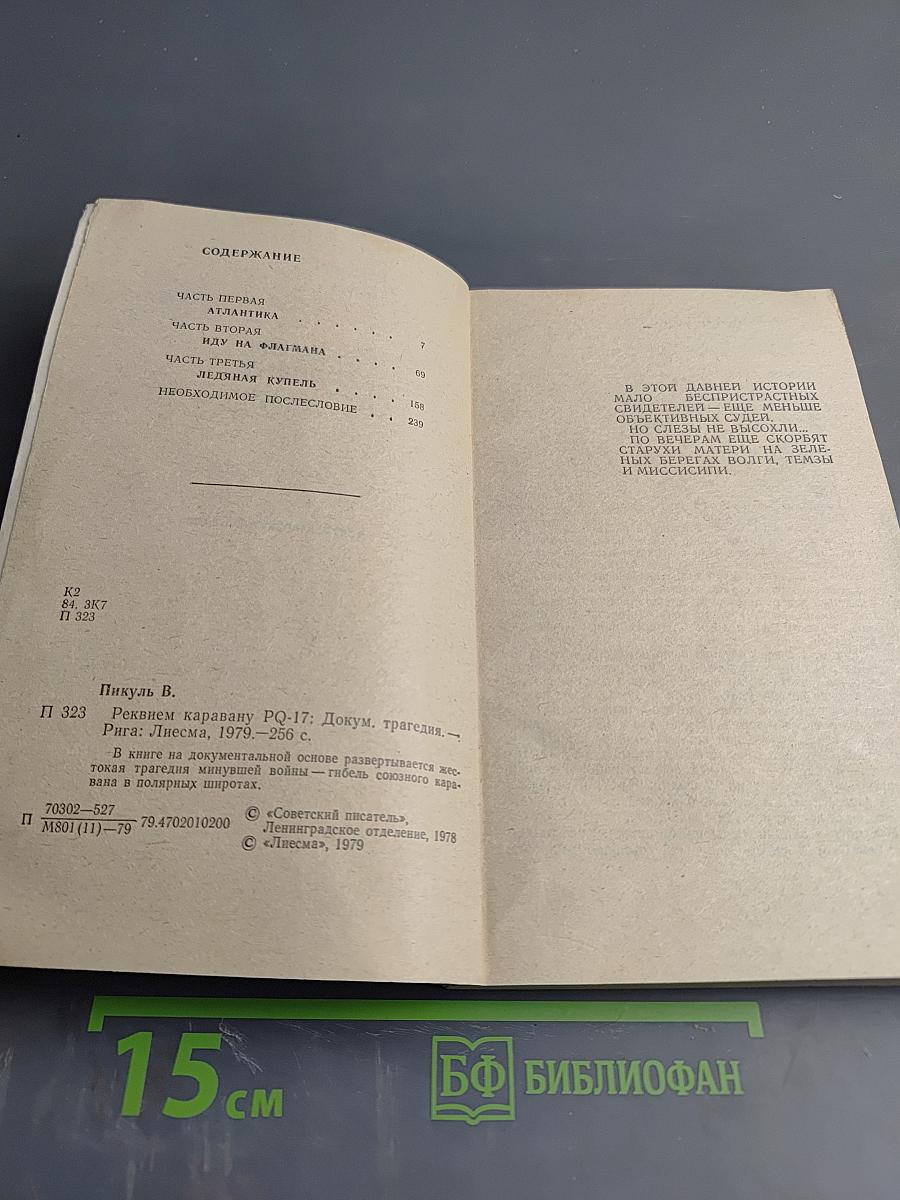 СОДЕРЖАНИЕ
ЧАСТЬ ПЕРВАЯ
АТЛАНТИКА . . . . . . 7
ЧАСТЬ ВТОРАЯ
ИДУ НА ФЛАГМАНА . . . . 69
ЧАСТЬ ТРЕТЬЯ
ЛЕДЯНАЯ КУПЕЛЬ . . . . 158
НЕОБХОДИМОЕ ПОСЛЕСЛОВИЕ . . 239
К2
84. 3К7
П 323
Пикуль В.
П 323 Реквием каравану PQ-17: Докум. трагедия.—
Рига: Лиесма, 1979.—256 с.
В книге на документальной основе развертывается жес-
токая трагедия минувшей войны — гибель союзного кара-
вана в полярных широтах.
П 70302—527
М801(11)—79 79.4702010200
© «Советский писатель»,
Ленинградское отделение, 1978
© «Лиесма», 1979
В ЭТОЙ ДАВНЕЙ ИСТОРИИ
МАЛО БЕСПРИСТРАСТНЫХ
СВИДЕТЕЛЕЙ — ЕЩЕ МЕНЬШЕ
ОБЪЕКТИВНЫХ СУДЕЙ.
НО СЛЕЗЫ НЕ ВЫСОХЛИ...
ПО ВЕЧЕРАМ ЕЩЕ СКОРБЯТ
СТАРУХИ МАТЕРИ НА ЗЕЛЕ-
НЫХ БЕРЕГАХ ВОЛГИ, ТЕМЗЫ
И МИССИСИПИ.
15 см
БФ БИБЛИОФАН